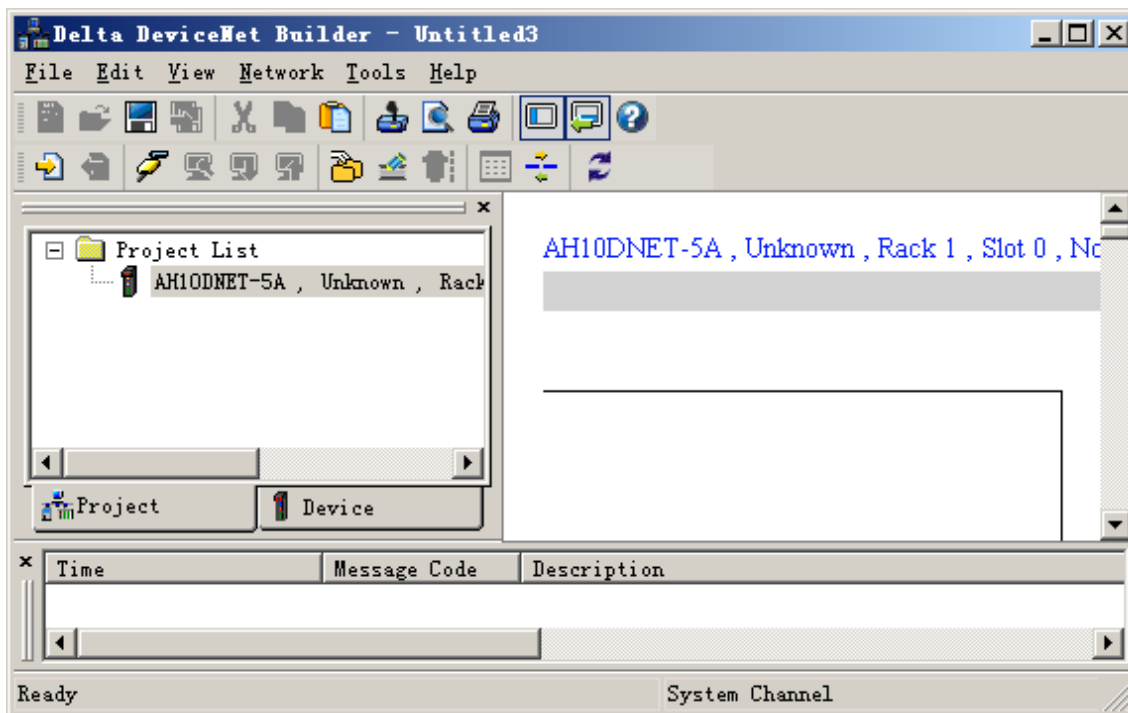 Delta DeviceNet Builder - Untitled3
File Edit View Network Tools Help
Project List
AH10DNET-5A , Unknown , Rack
Project Device
AH10DNET-5A , Unknown , Rack 1 , Slot 0 , No
Time Message Code Description
Ready System Channel